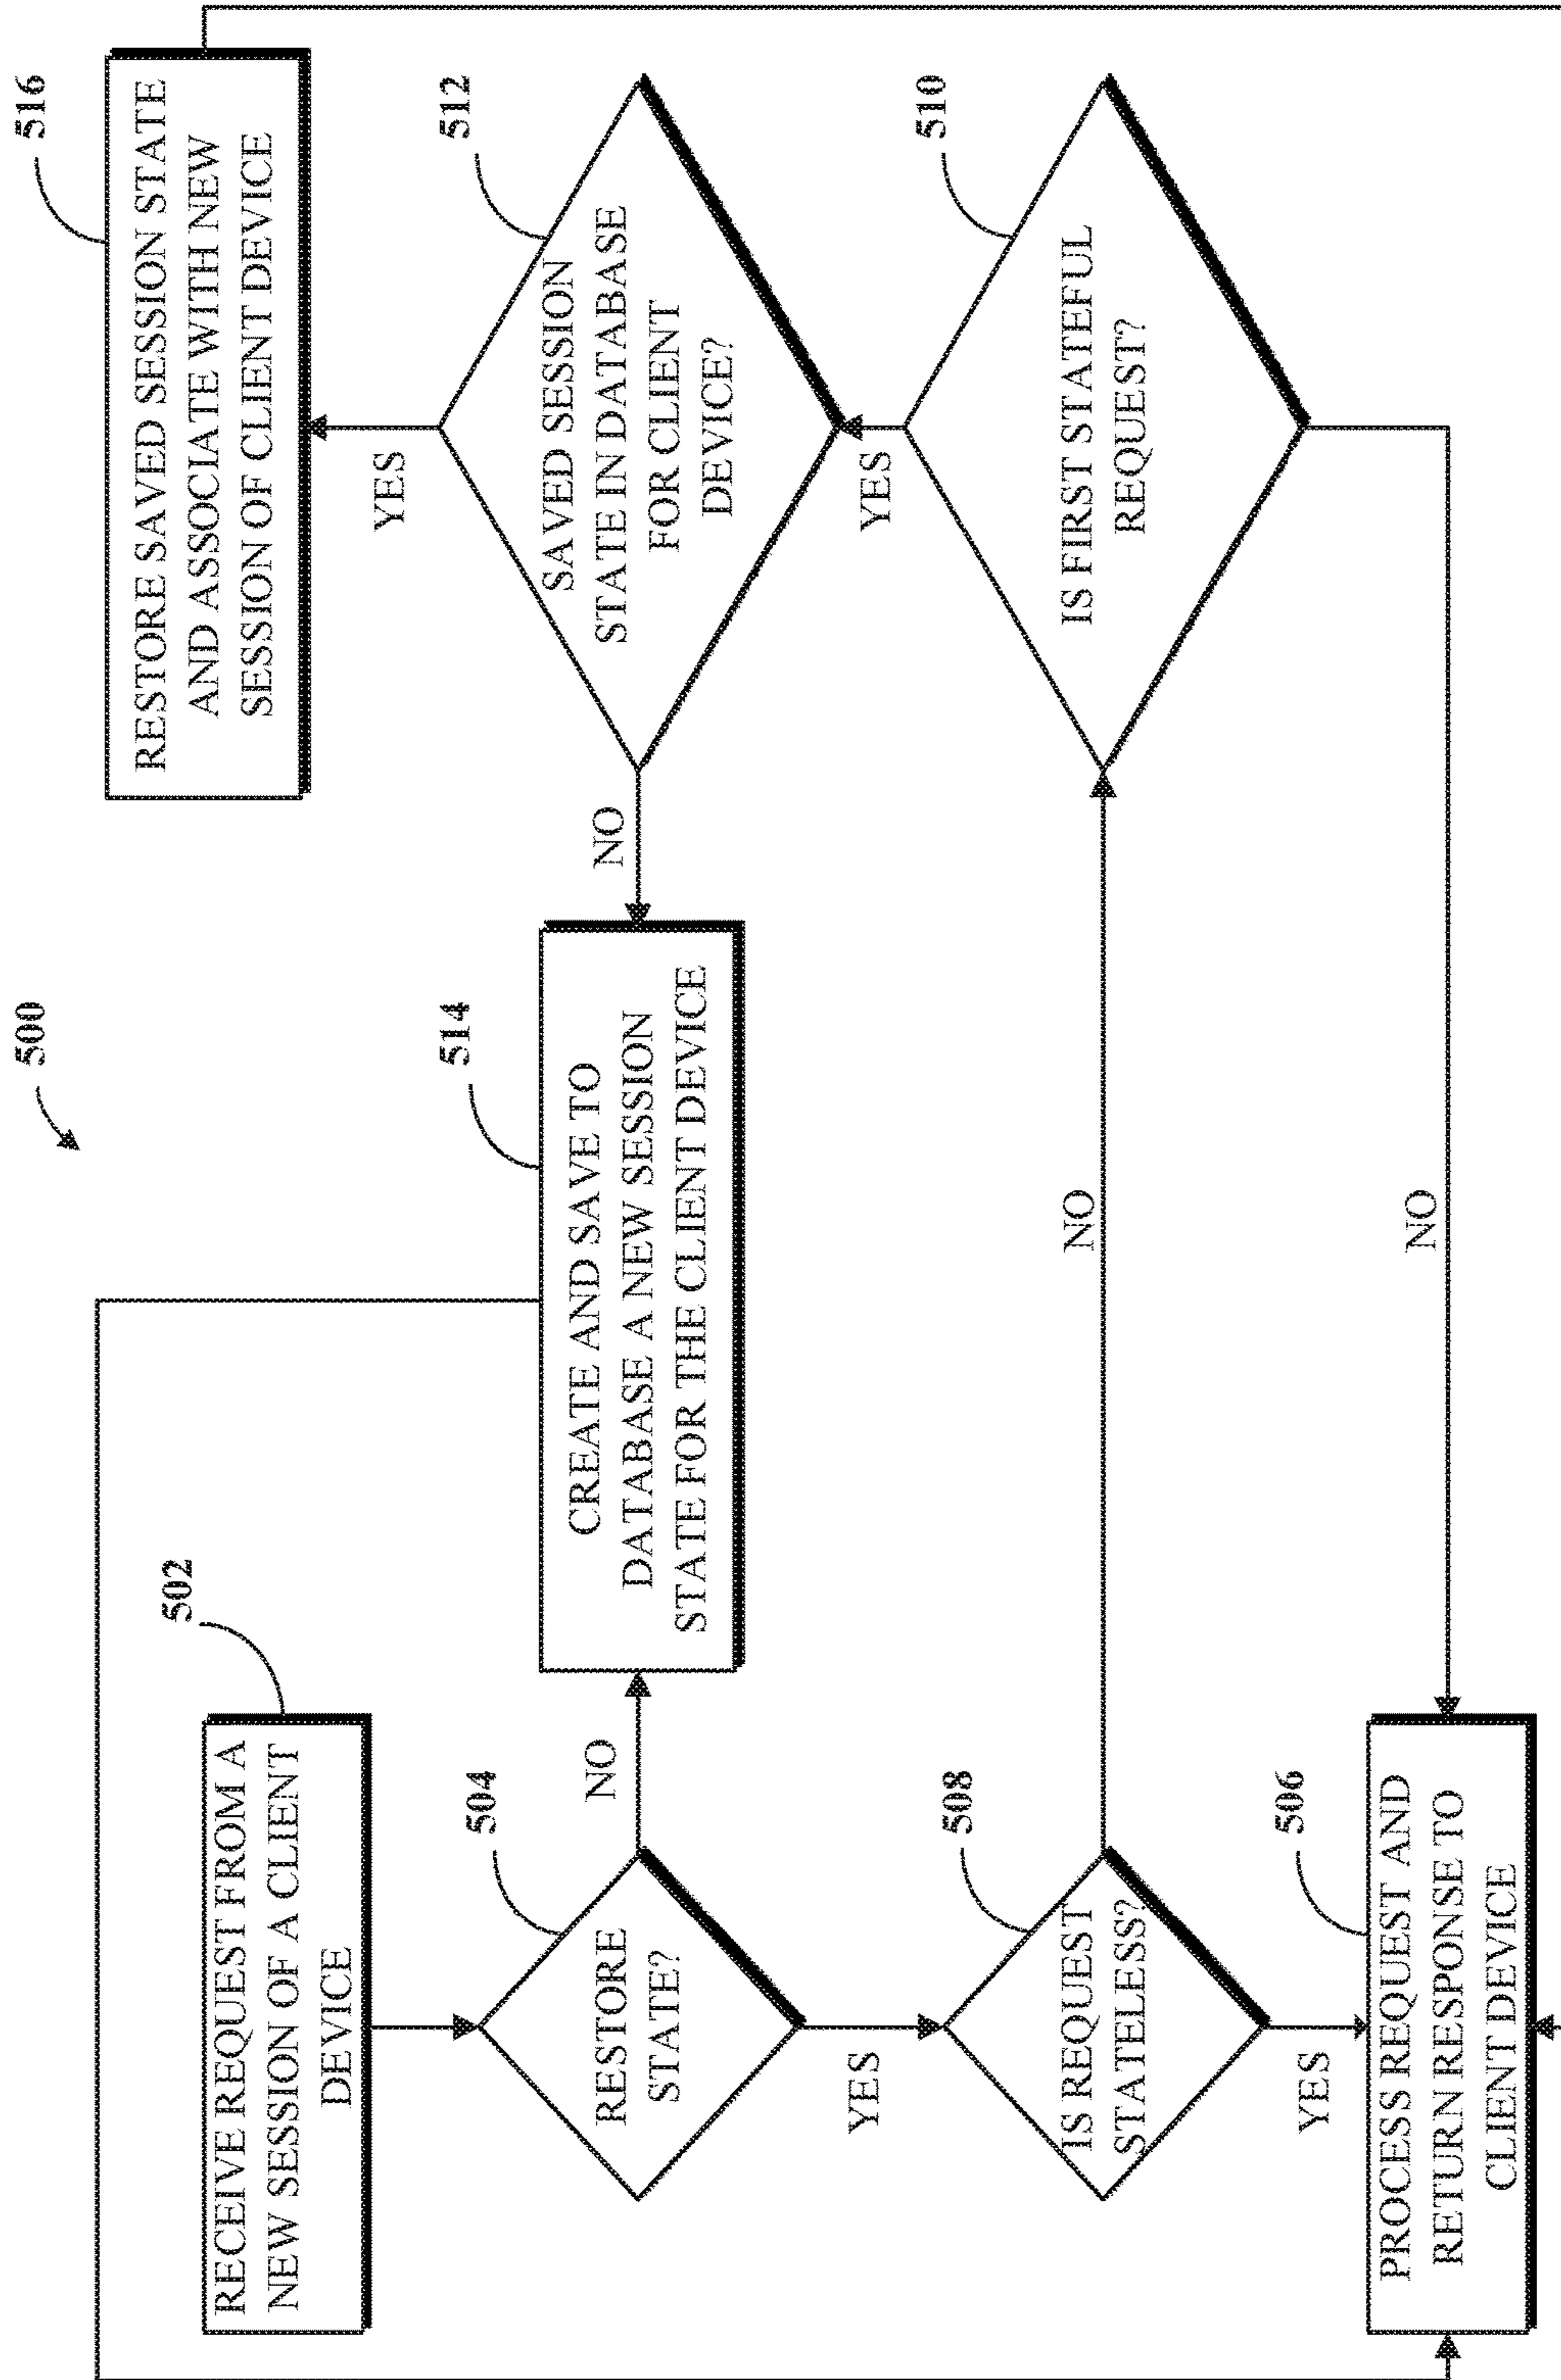 500
502
RECEIVE REQUEST FROM A
NEW SESSION OF A CLIENT
DEVICE
504
RESTORE
STATE?
NO
YES
514
CREATE AND SAVE TO
DATABASE A NEW SESSION
STATE FOR THE CLIENT DEVICE
NO
512
SAVED SESSION
STATE IN DATABASE
FOR CLIENT
DEVICE?
YES
516
RESTORE SAVED SESSION STATE
AND ASSOCIATE WITH NEW
SESSION OF CLIENT DEVICE
508
IS REQUEST
STATELESS?
NO
YES
510
IS FIRST STATEFUL
REQUEST?
YES
NO
506
PROCESS REQUEST AND
RETURN RESPONSE TO
CLIENT DEVICE